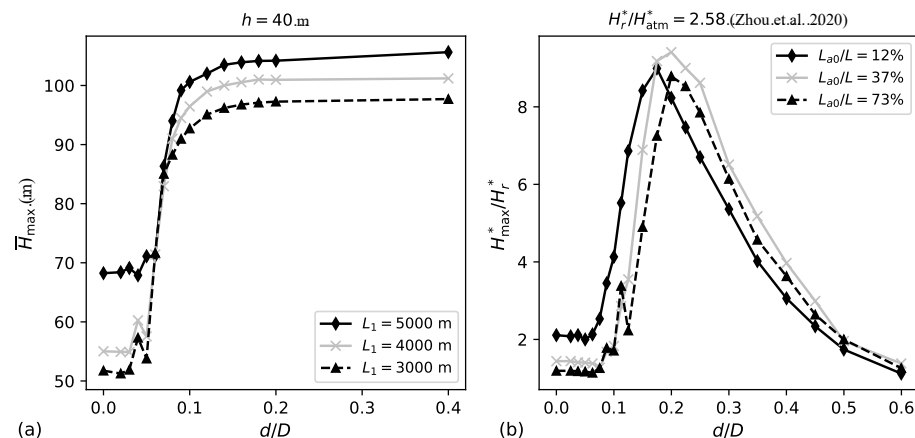 h = 40.m
H̅max.(m)
100
90
80
70
60
50
L₁ = 5000 m
L₁ = 4000 m
L₁ = 3000 m
0.0 0.1 0.2 0.3 0.4
(a)
d/D
H*r/H*atm = 2.58.(Zhou.et.al..2020)
H*max/H*r
8
6
4
2
La0/L = 12%
La0/L = 37%
La0/L = 73%
0.0 0.1 0.2 0.3 0.4 0.5 0.6
(b)
d/D